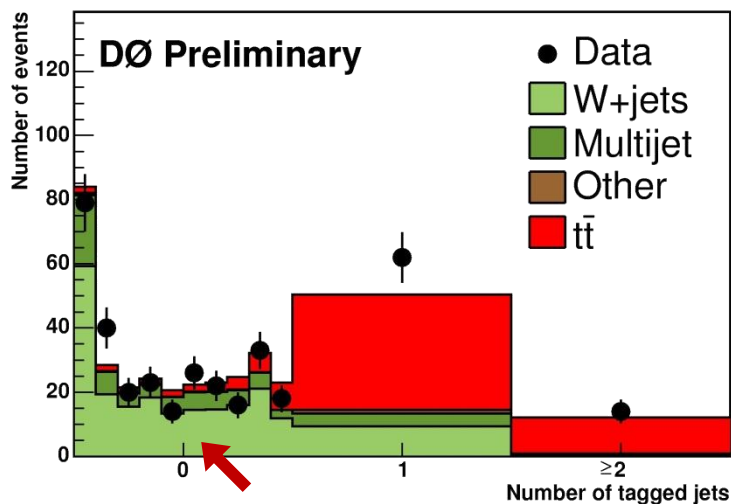 DØ Preliminary
Data
W+jets
Multijet
Other
tt̄
Number of events
120
100
80
60
40
20
0
0
1
≥2
Number of tagged jets